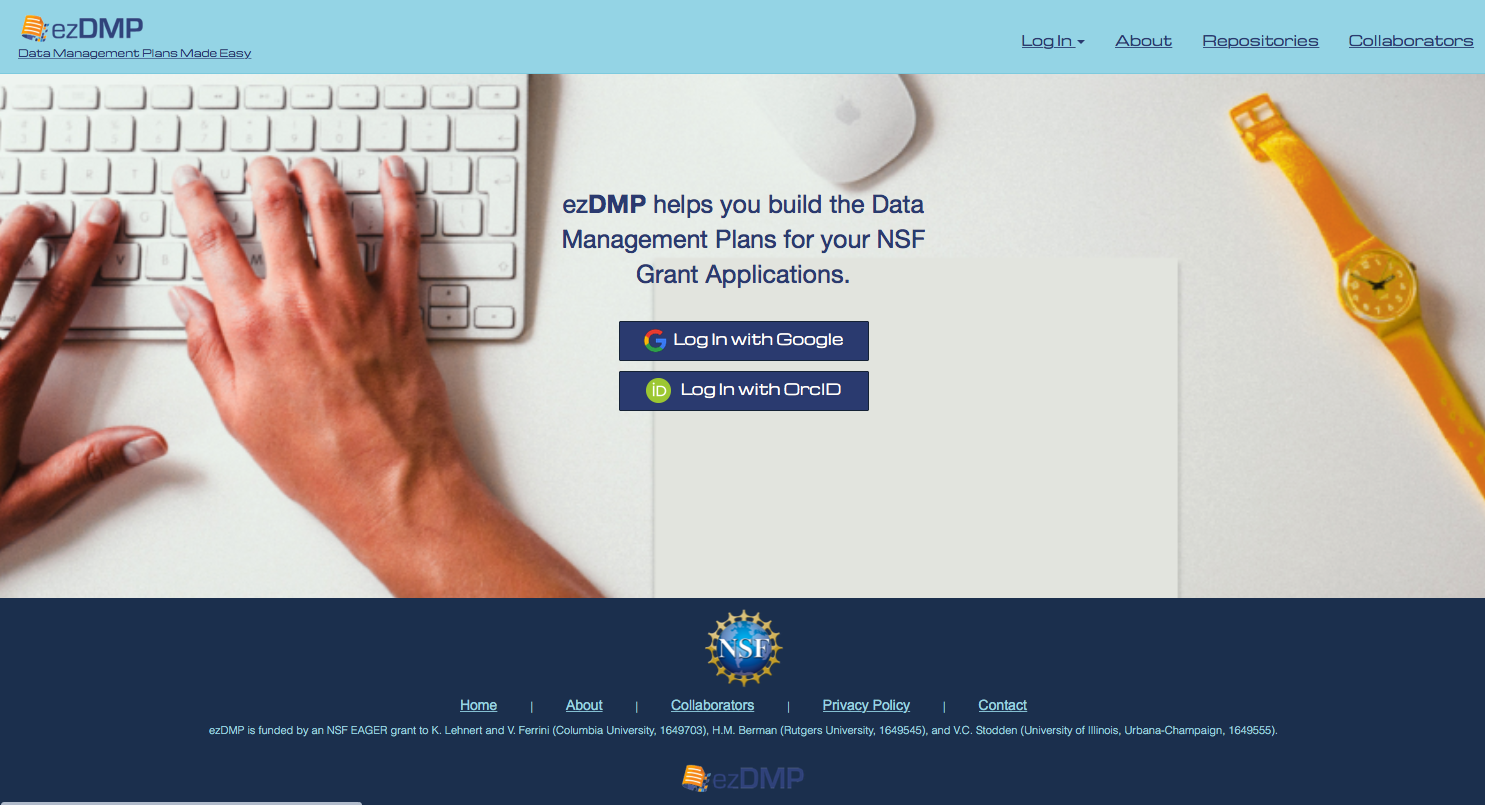 ezDMP
Data Management Plans Made Easy
Log In
About
Repositories
Collaborators
ezDMP helps you build the Data
Management Plans for your NSF
Grant Applications.
Log In with Google
iD Log In with OrcID
NSF
Home | About | Collaborators | Privacy Policy | Contact
ezDMP is funded by an NSF EAGER grant to K. Lehnert and V. Ferrini (Columbia University, 1649703), H.M. Berman (Rutgers University, 1649545), and V.C. Stodden (University of Illinois, Urbana-Champaign, 1649555).
ezDMP